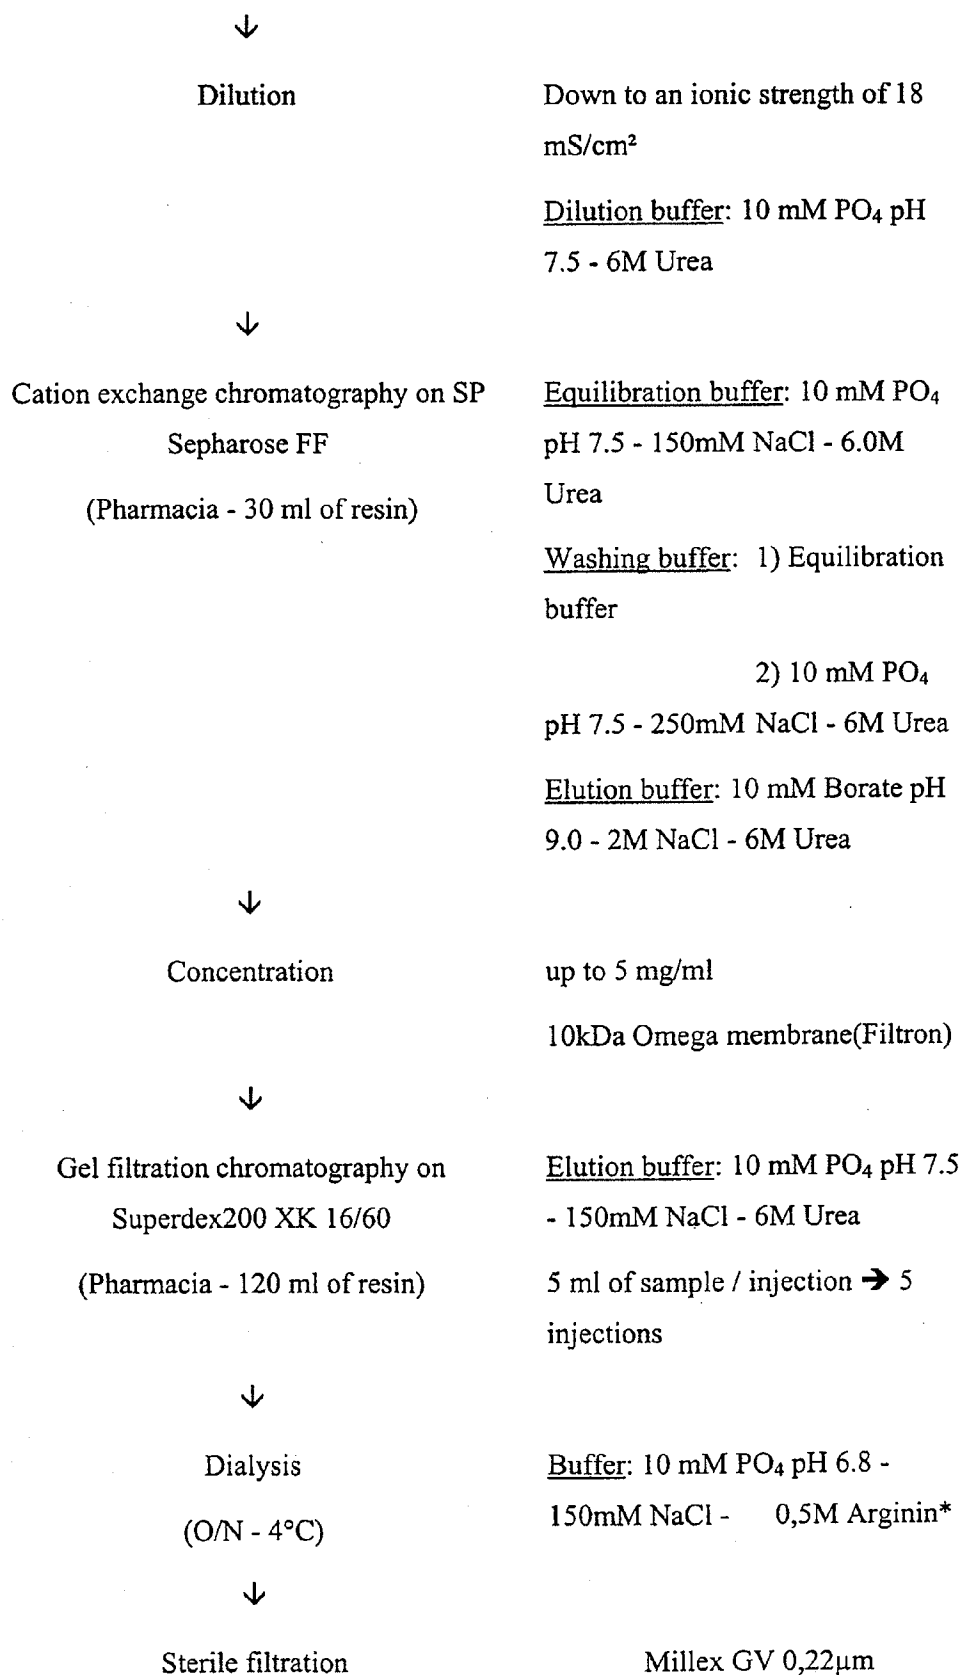 ↓
Dilution
Down to an ionic strength of 18
mS/cm²
Dilution buffer: 10 mM PO₄ pH
7.5 - 6M Urea
↓
Cation exchange chromatography on SP
Sepharose FF
(Pharmacia - 30 ml of resin)
Equilibration buffer: 10 mM PO₄
pH 7.5 - 150mM NaCl - 6.0M
Urea
Washing buffer: 1) Equilibration
buffer
2) 10 mM PO₄
pH 7.5 - 250mM NaCl - 6M Urea
Elution buffer: 10 mM Borate pH
9.0 - 2M NaCl - 6M Urea
↓
Concentration
up to 5 mg/ml
10kDa Omega membrane(Filtron)
↓
Gel filtration chromatography on
Superdex200 XK 16/60
(Pharmacia - 120 ml of resin)
Elution buffer: 10 mM PO₄ pH 7.5
- 150mM NaCl - 6M Urea
5 ml of sample / injection ➔ 5
injections
↓
Dialysis
(O/N - 4°C)
Buffer: 10 mM PO₄ pH 6.8 -
150mM NaCl - 0,5M Arginin*
↓
Sterile filtration
Millex GV 0,22µm